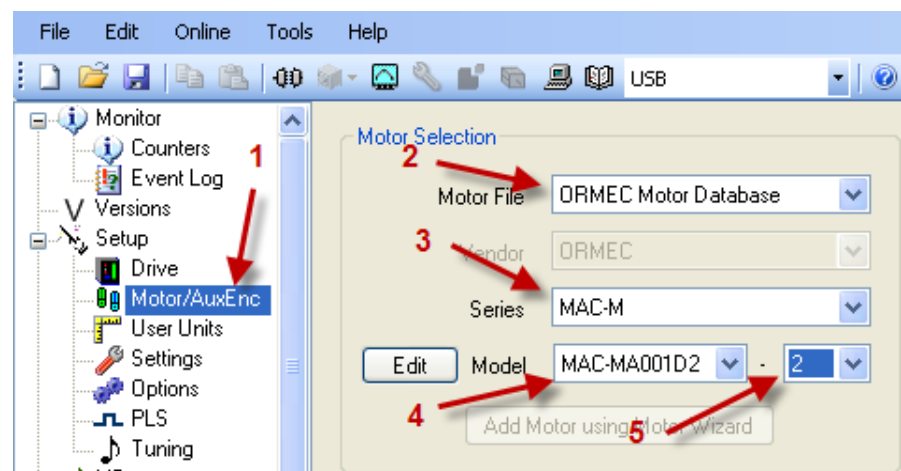 File Edit Online Tools Help
USB
Monitor
Counters
Event Log
Versions
Setup
Drive
Motor/AuxEnc
User Units
Settings
Options
PLS
Tuning
1
Motor Selection
2
Motor File ORMEC Motor Database
3
Vendor ORMEC
Series MAC-M
Edit Model MAC-MA001D2 - 2
4
5
Add Motor using Motor Wizard